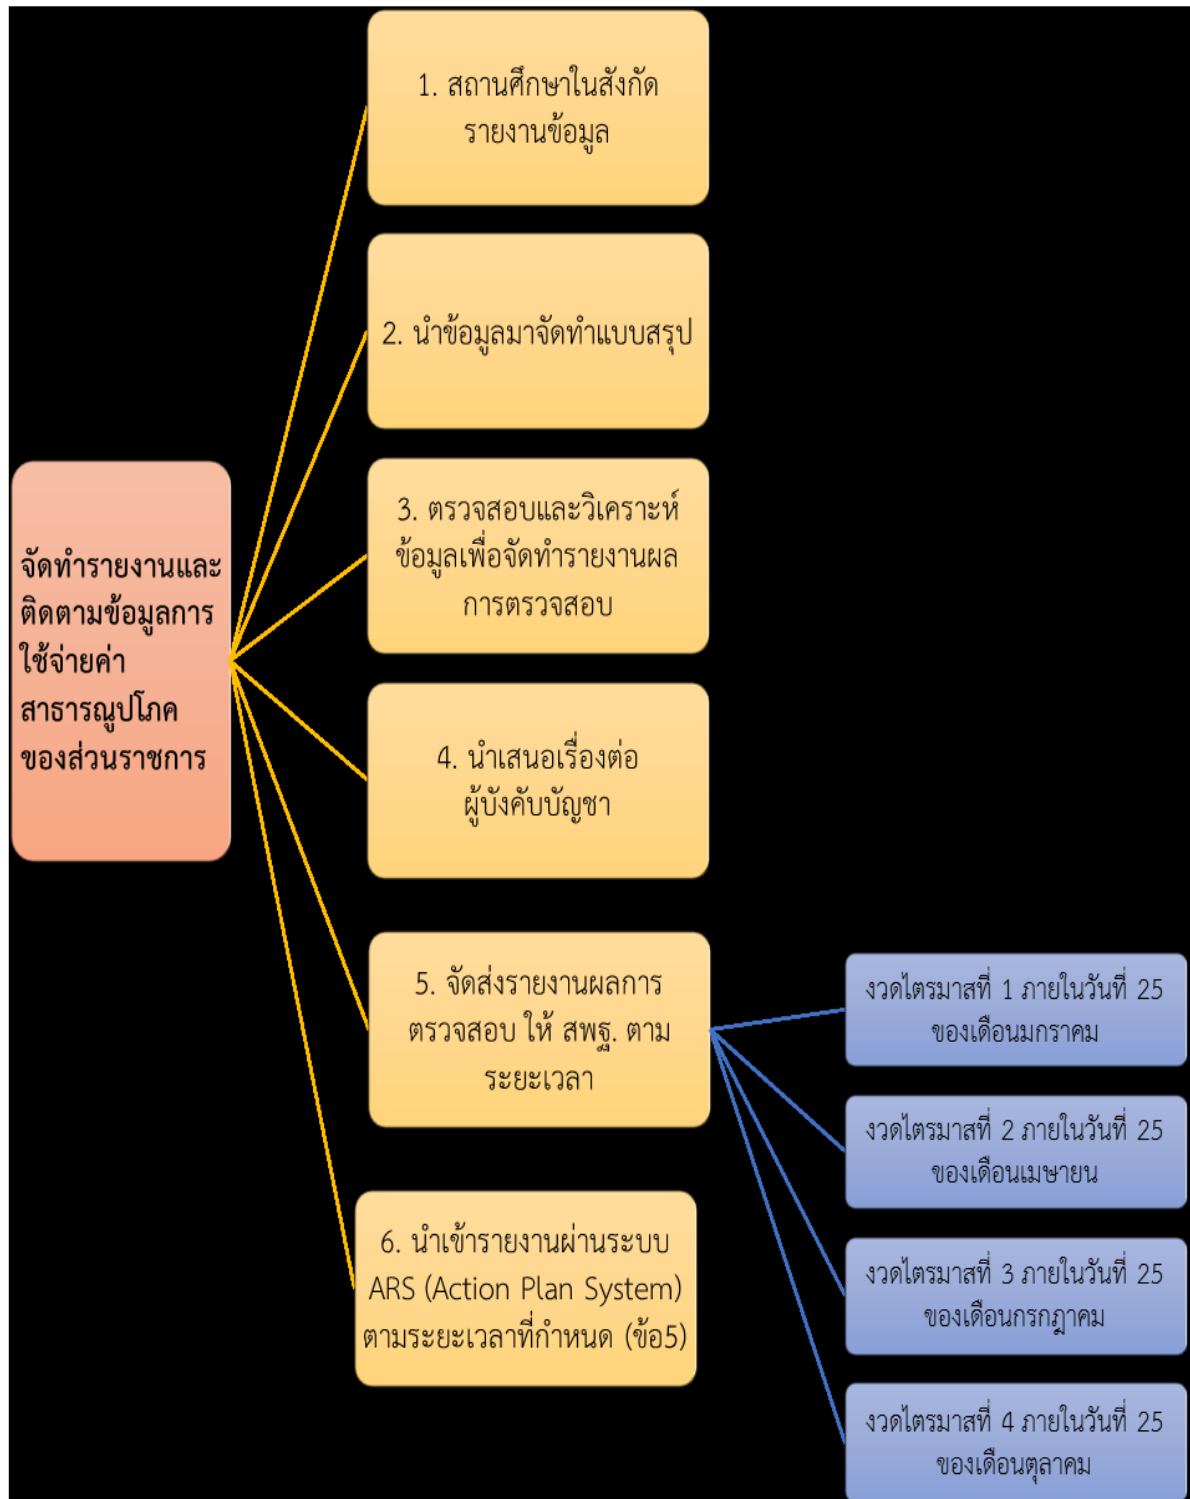 จัดทำรายงานและ
ติดตามข้อมูลการ
ใช้จ่ายค่า
สาธารณูปโภค
ของส่วนราชการ
1. สถานศึกษาในสังกัด
รายงานข้อมูล
2. นำข้อมูลมาจัดทำแบบสรุป
3. ตรวจสอบและวิเคราะห์
ข้อมูลเพื่อจัดทำรายงานผล
การตรวจสอบ
4. นำเสนอเรื่องต่อ
ผู้บังคับบัญชา
5. จัดส่งรายงานผลการ
ตรวจสอบ ให้ สพฐ. ตาม
ระยะเวลา
งวดไตรมาสที่ 1 ภายในวันที่ 25
ของเดือนมกราคม
งวดไตรมาสที่ 2 ภายในวันที่ 25
ของเดือนเมษายน
งวดไตรมาสที่ 3 ภายในวันที่ 25
ของเดือนกรกฎาคม
งวดไตรมาสที่ 4 ภายในวันที่ 25
ของเดือนตุลาคม
6. นำเข้ารายงานผ่านระบบ
ARS (Action Plan System)
ตามระยะเวลาที่กำหนด (ข้อ5)